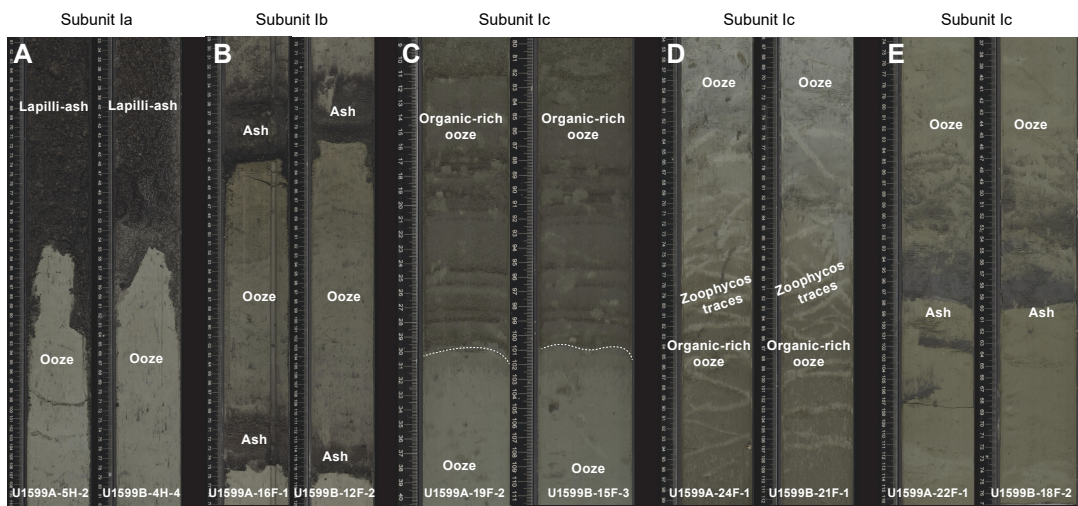 Subunit Ia
Subunit Ib
Subunit Ic
Subunit Ic
Subunit Ic
A
Lapilli-ash
Lapilli-ash
Ooze
Ooze
U1599A-5H-2
U1599B-4H-4
B
Ash
Ash
Ooze
Ooze
Ash
Ash
U1599A-16F-1
U1599B-12F-2
C
Organic-rich
ooze
Organic-rich
ooze
Ooze
Ooze
U1599A-19F-2
U1599B-15F-3
D
Ooze
Ooze
Zoophycos
traces
Zoophycos
traces
Organic-rich
ooze
Organic-rich
ooze
U1599A-24F-1
U1599B-21F-1
E
Ooze
Ooze
Ash
Ash
U1599A-22F-1
U1599B-18F-2